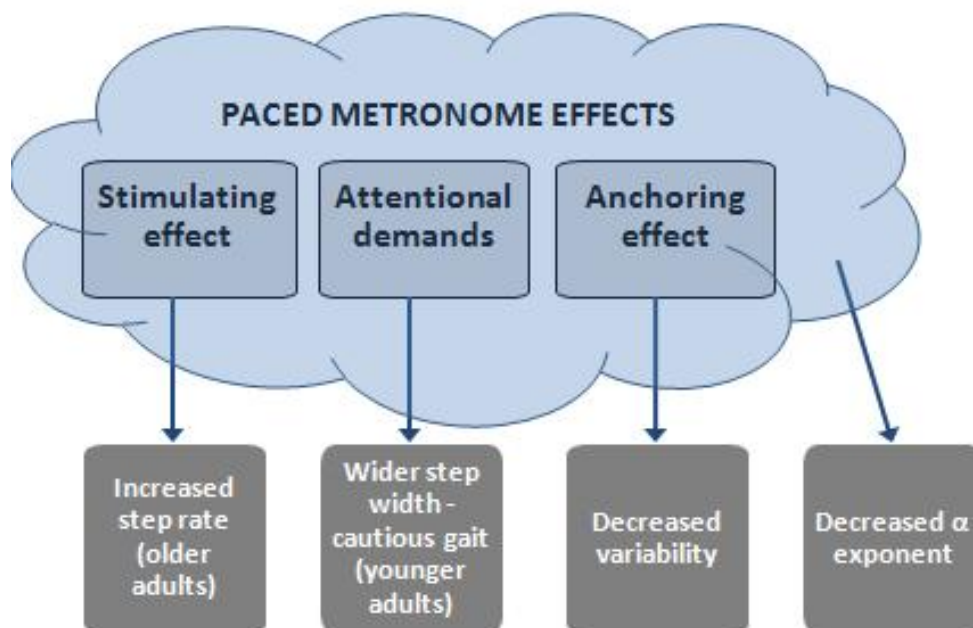 PACED METRONOME EFFECTS
Stimulating
effect
Attentional
demands
Anchoring
effect
Increased
step rate
(older
adults)
Wider step
width -
cautious gait
(younger
adults)
Decreased
variability
Decreased α
exponent